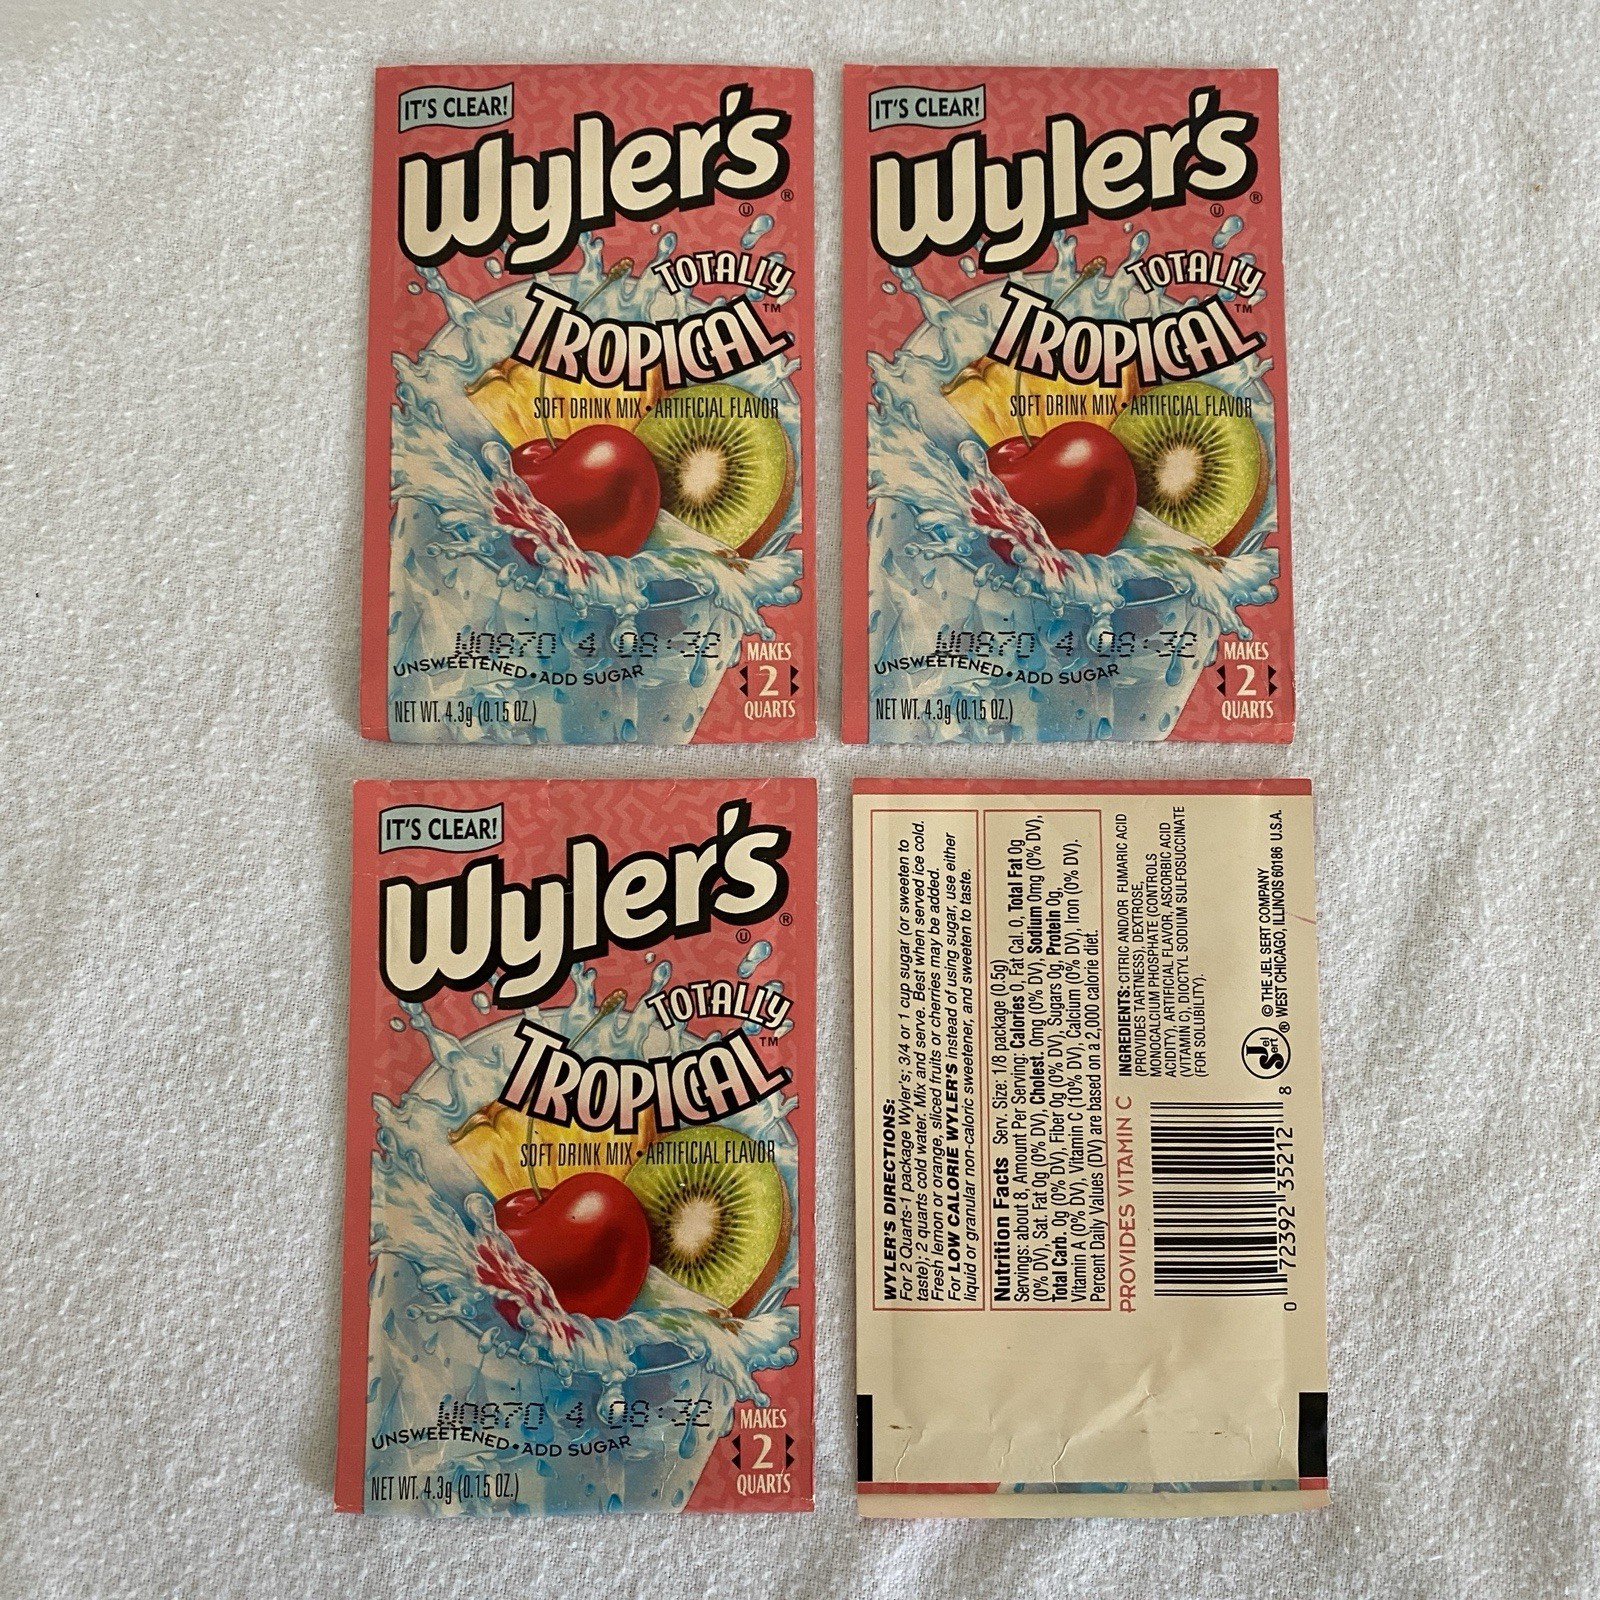 IT'S CLEAR!
Wyler's®
Ⓤ
TOTALLY
TROPICAL™
SOFT DRINK MIX • ARTIFICIAL FLAVOR
W0870 4 08:32
UNSWEETENED • ADD SUGAR
NET WT. 4.3g (0.15 OZ.)
MAKES
2
QUARTS
IT'S CLEAR!
Wyler's®
Ⓤ
TOTALLY
TROPICAL™
SOFT DRINK MIX • ARTIFICIAL FLAVOR
W0870 4 08:32
UNSWEETENED • ADD SUGAR
NET WT. 4.3g (0.15 OZ.)
MAKES
2
QUARTS
IT'S CLEAR!
Wyler's®
Ⓤ
TOTALLY
TROPICAL™
SOFT DRINK MIX • ARTIFICIAL FLAVOR
W0870 4 08:32
UNSWEETENED • ADD SUGAR
NET WT. 4.3g (0.15 OZ.)
MAKES
2
QUARTS
WYLER'S DIRECTIONS:
For 2 Quarts-1 package Wyler's; 3/4 or 1 cup sugar (or sweeten to
taste); 2 quarts cold water. Mix and serve. Best when served ice cold.
Fresh lemon or orange, sliced fruits or cherries may be added.
For LOW CALORIE WYLER'S instead of using sugar, use either
liquid or granular non-caloric sweetener, and sweeten to taste.
Nutrition Facts Serv. Size: 1/8 package (0.5g)
Servings: about 8, Amount Per Serving: Calories 0, Fat Cal. 0, Total Fat 0g
(0% DV), Sat. Fat 0g (0% DV), Cholest. 0mg (0% DV), Sodium 0mg (0% DV),
Total Carb. 0g (0% DV), Fiber 0g (0% DV), Sugars 0g, Protein 0g,
Vitamin A (0% DV), Vitamin C (10% DV), Calcium (0% DV), Iron (0% DV).
Percent Daily Values (DV) are based on a 2,000 calorie diet.
PROVIDES VITAMIN C
INGREDIENTS: CITRIC AND/OR FUMARIC ACID
(PROVIDES TARTNESS), DEXTROSE,
MONOCALCIUM PHOSPHATE (CONTROLS
ACIDITY), ARTIFICIAL FLAVOR, ASCORBIC ACID
(VITAMIN C), DIOCTYL SODIUM SULFOSUCCINATE
(FOR SOLUBILITY).
0 72392 35212 8
Jel Sert®
© THE JEL SERT COMPANY
WEST CHICAGO, ILLINOIS 60186 U.S.A.